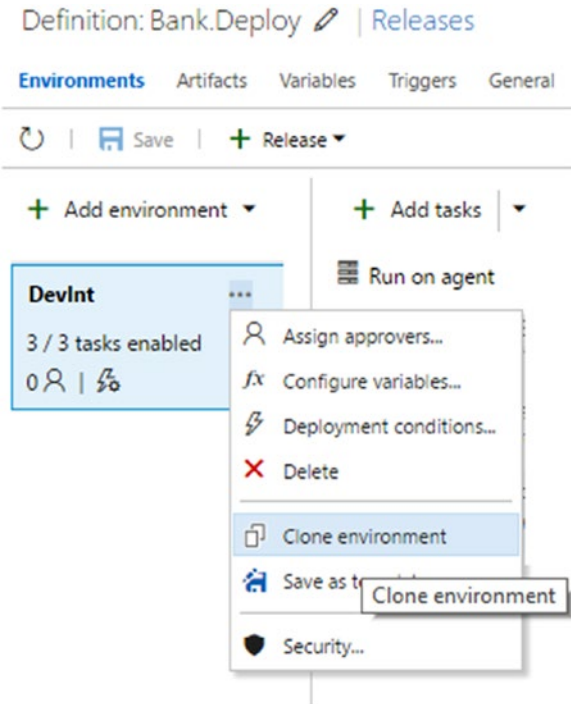 Definition: Bank.Deploy | Releases
Environments Artifacts Variables Triggers General
Save | + Release
+ Add environment + Add tasks
Run on agent
DevInt ...
3 / 3 tasks enabled
0 |
Assign approvers...
fx Configure variables...
Deployment conditions...
Delete
Clone environment
Save as
Clone environment
Security...